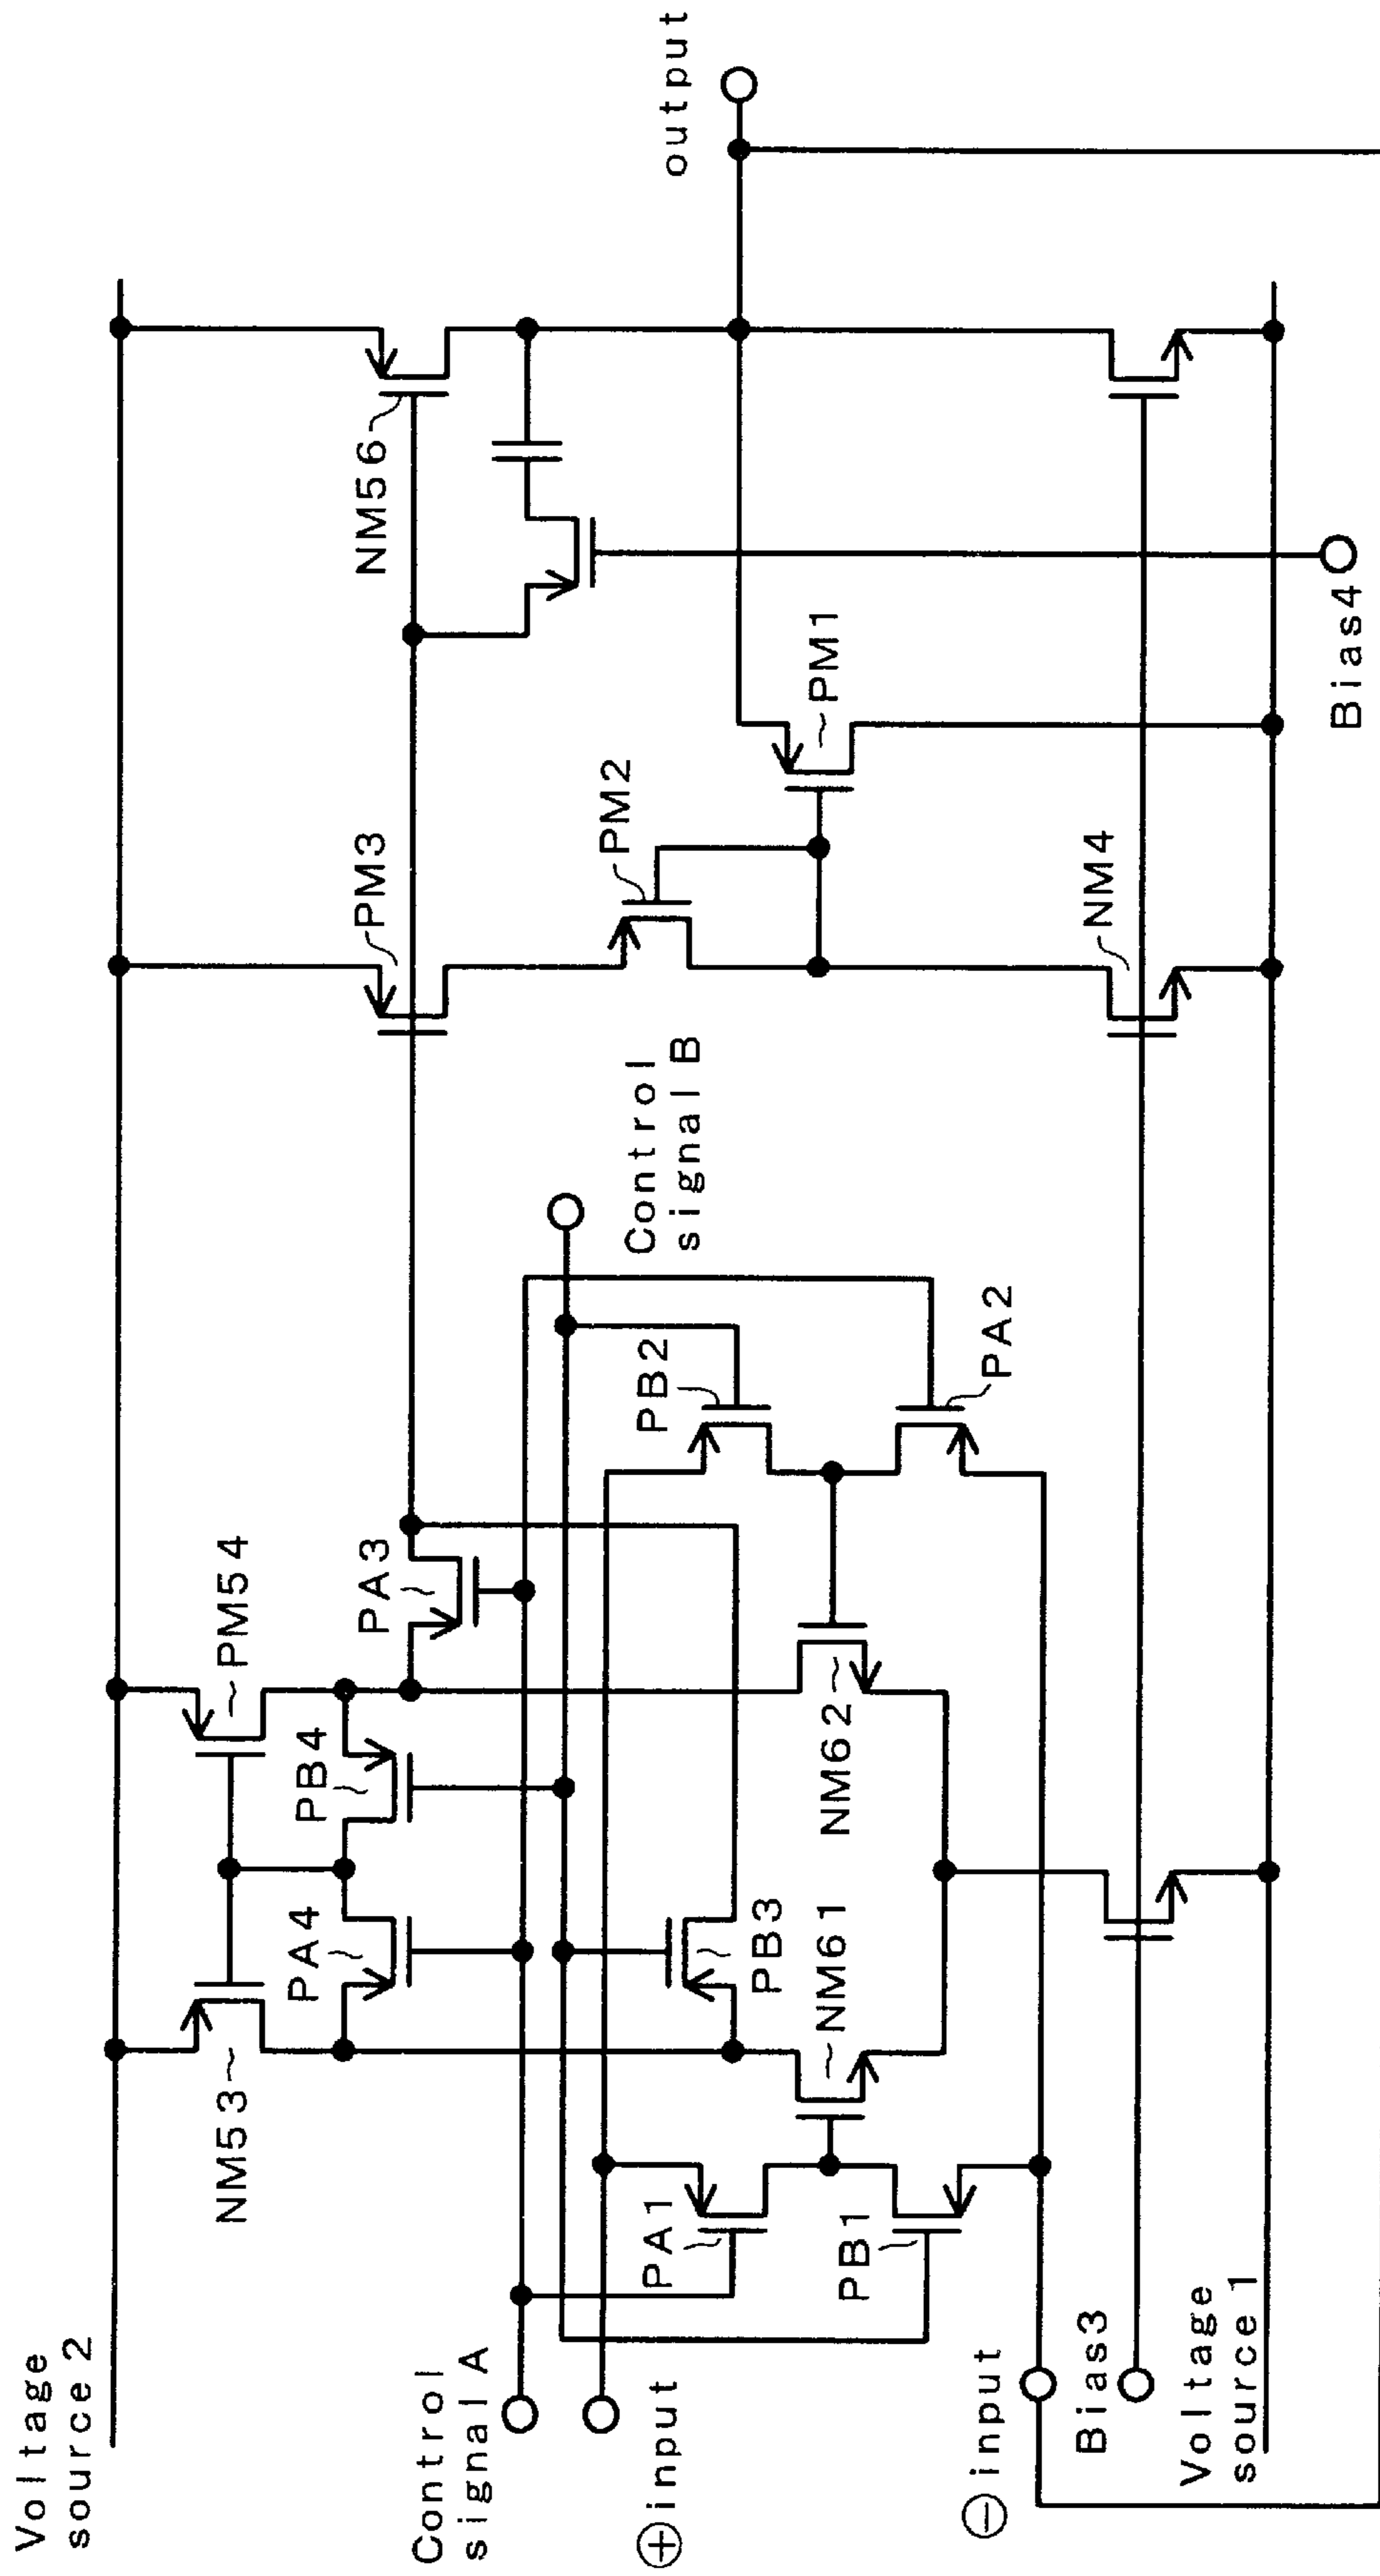 Voltage
source 2
NM53
PM54
PA4
PB4
PA3
PM3
NM56
output
Control
signal A
⊕input
PA1
PB1
PB3
NM61
NM62
PB2
PA2
Control
signal B
PM2
PM1
NM4
⊖input
Bias3
Voltage
source 1
Bias4